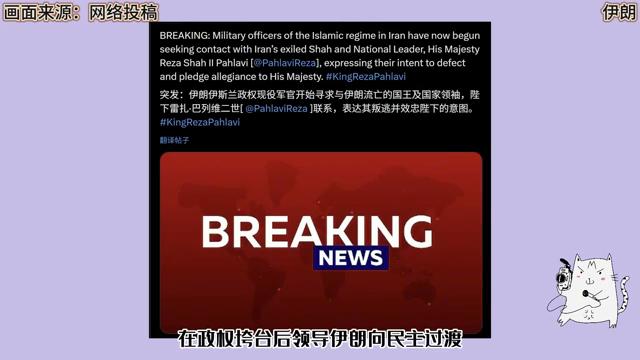 画面来源：网络投稿
伊朗
BREAKING: Military officers of the Islamic regime in Iran have now begun
seeking contact with Iran's exiled Shah and National Leader, His Majesty
Reza Shah II Pahlavi [@PahlaviReza], expressing their intent to defect
and pledge allegiance to His Majesty. #KingRezaPahlavi
突发：伊朗伊斯兰政权现役军官开始寻求与伊朗流亡的国王及国家领袖，陛
下雷扎·巴列维二世[ @PahlaviReza ]联系，表达其叛逃并效忠陛下的意图。
#KingRezaPahlavi
翻译帖子
BREAKING
NEWS
在政权垮台后领导伊朗向民主过渡